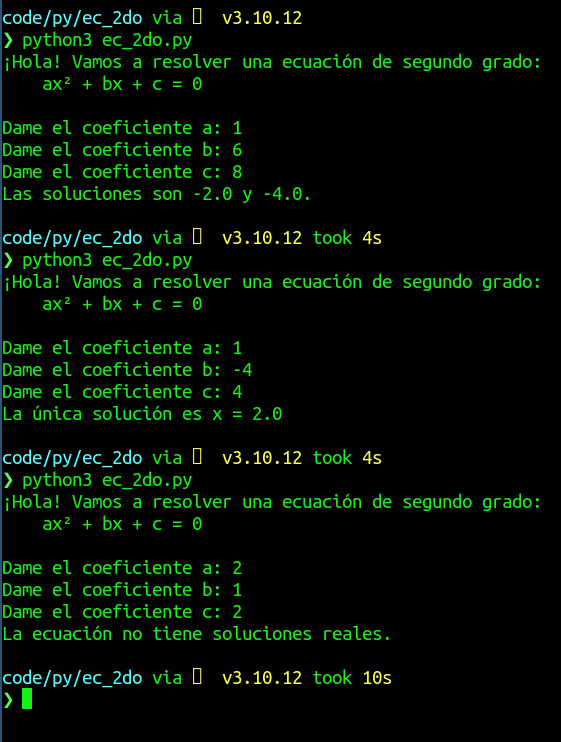 code/py/ec_2do via  v3.10.12
❯ python3 ec_2do.py
¡Hola! Vamos a resolver una ecuación de segundo grado:
    ax² + bx + c = 0

Dame el coeficiente a: 1
Dame el coeficiente b: 6
Dame el coeficiente c: 8
Las soluciones son -2.0 y -4.0.

code/py/ec_2do via  v3.10.12 took 4s
❯ python3 ec_2do.py
¡Hola! Vamos a resolver una ecuación de segundo grado:
    ax² + bx + c = 0

Dame el coeficiente a: 1
Dame el coeficiente b: -4
Dame el coeficiente c: 4
La única solución es x = 2.0

code/py/ec_2do via  v3.10.12 took 4s
❯ python3 ec_2do.py
¡Hola! Vamos a resolver una ecuación de segundo grado:
    ax² + bx + c = 0

Dame el coeficiente a: 2
Dame el coeficiente b: 1
Dame el coeficiente c: 2
La ecuación no tiene soluciones reales.

code/py/ec_2do via  v3.10.12 took 10s
❯